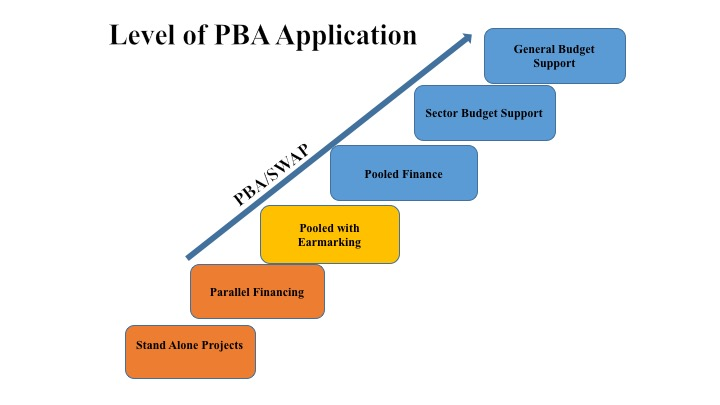 Level of PBA Application
General Budget
Support
Sector Budget Support
PBA/SWAP
Pooled Finance
Pooled with
Earmarking
Parallel Financing
Stand Alone Projects